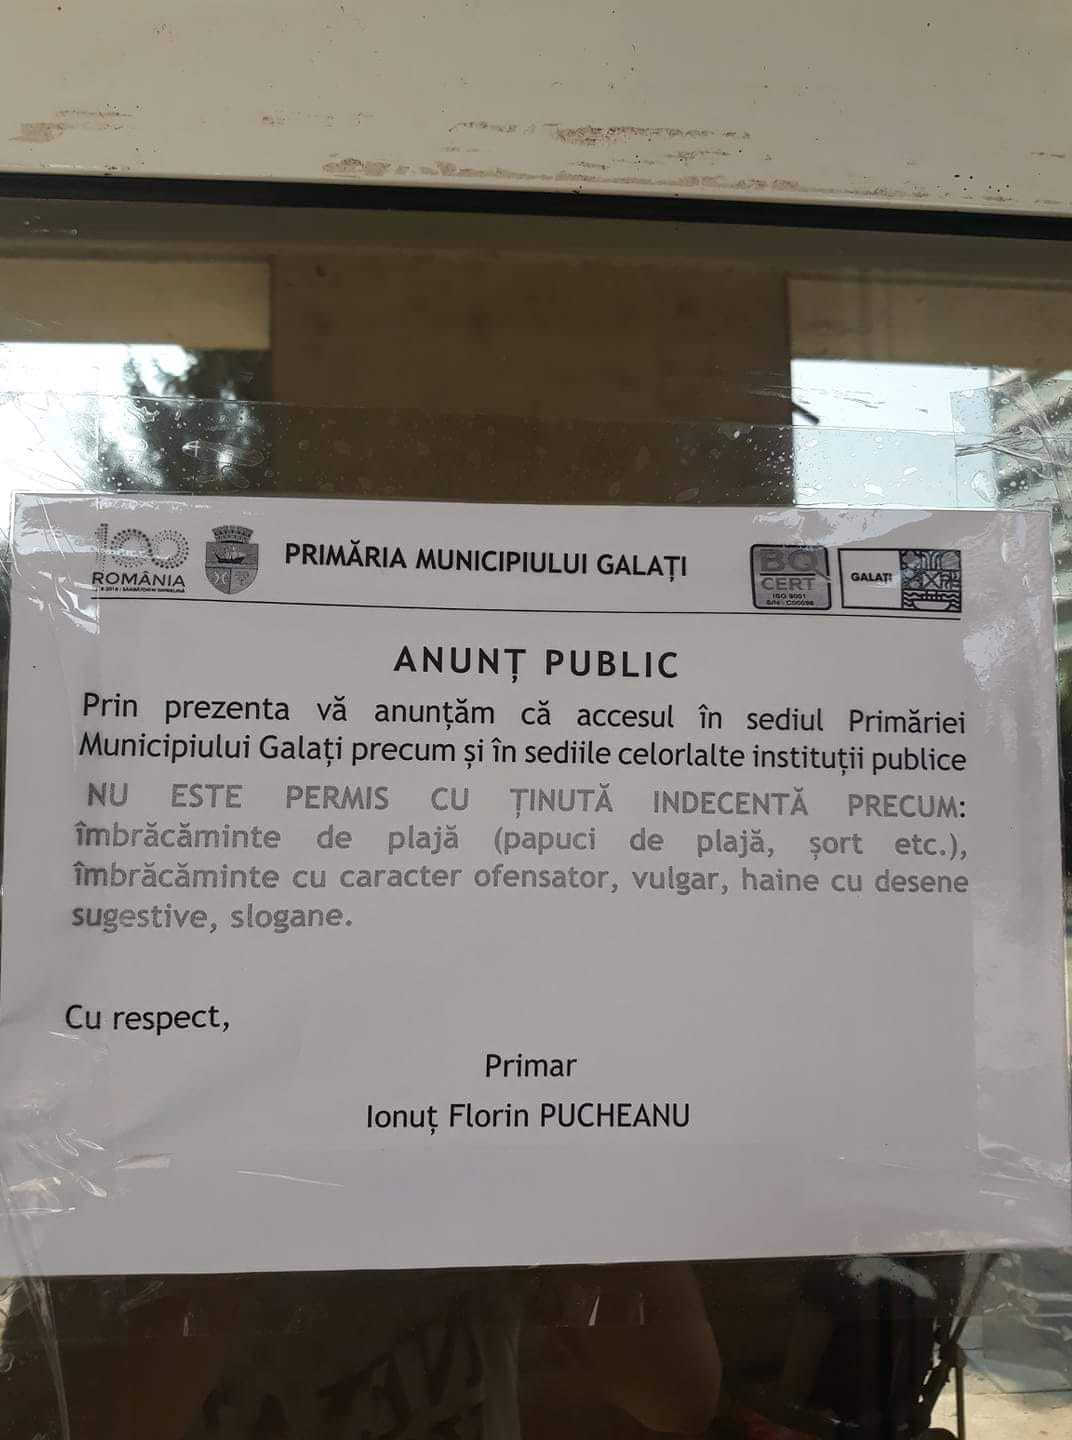 100
ROMÂNIA
PRIMĂRIA MUNICIPIULUI GALAȚI
BQ
CERT
ISO 9001
GALAȚI
ANUNȚ PUBLIC
Prin prezenta vă anunțăm că accesul în sediul Primăriei
Municipiului Galați precum și în sediile celorlalte instituții publice
NU ESTE PERMIS CU ȚINUTĂ INDECENTĂ PRECUM:
îmbrăcăminte de plajă (papuci de plajă, șort etc.),
îmbrăcăminte cu caracter ofensator, vulgar, haine cu desene
sugestive, slogane.
Cu respect,
Primar
Ionuț Florin PUCHEANU